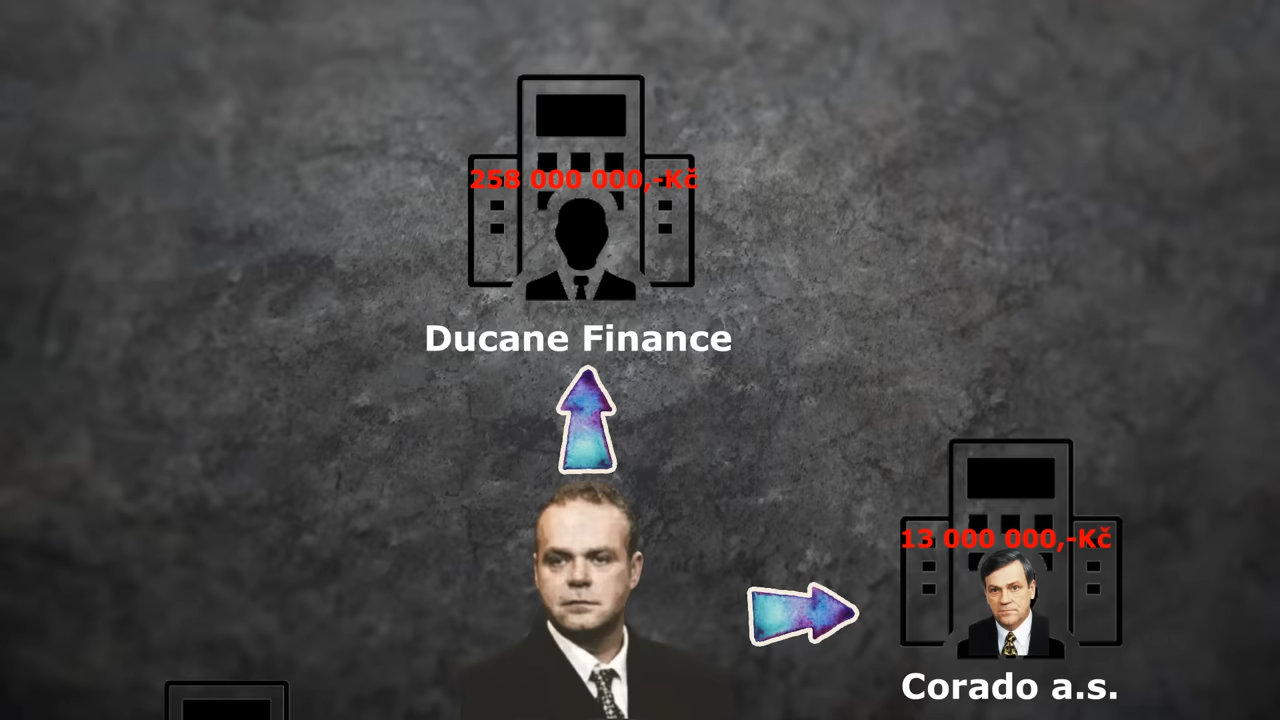 258 000 000,-Kč
Ducane Finance
13 000 000,-Kč
Corado a.s.